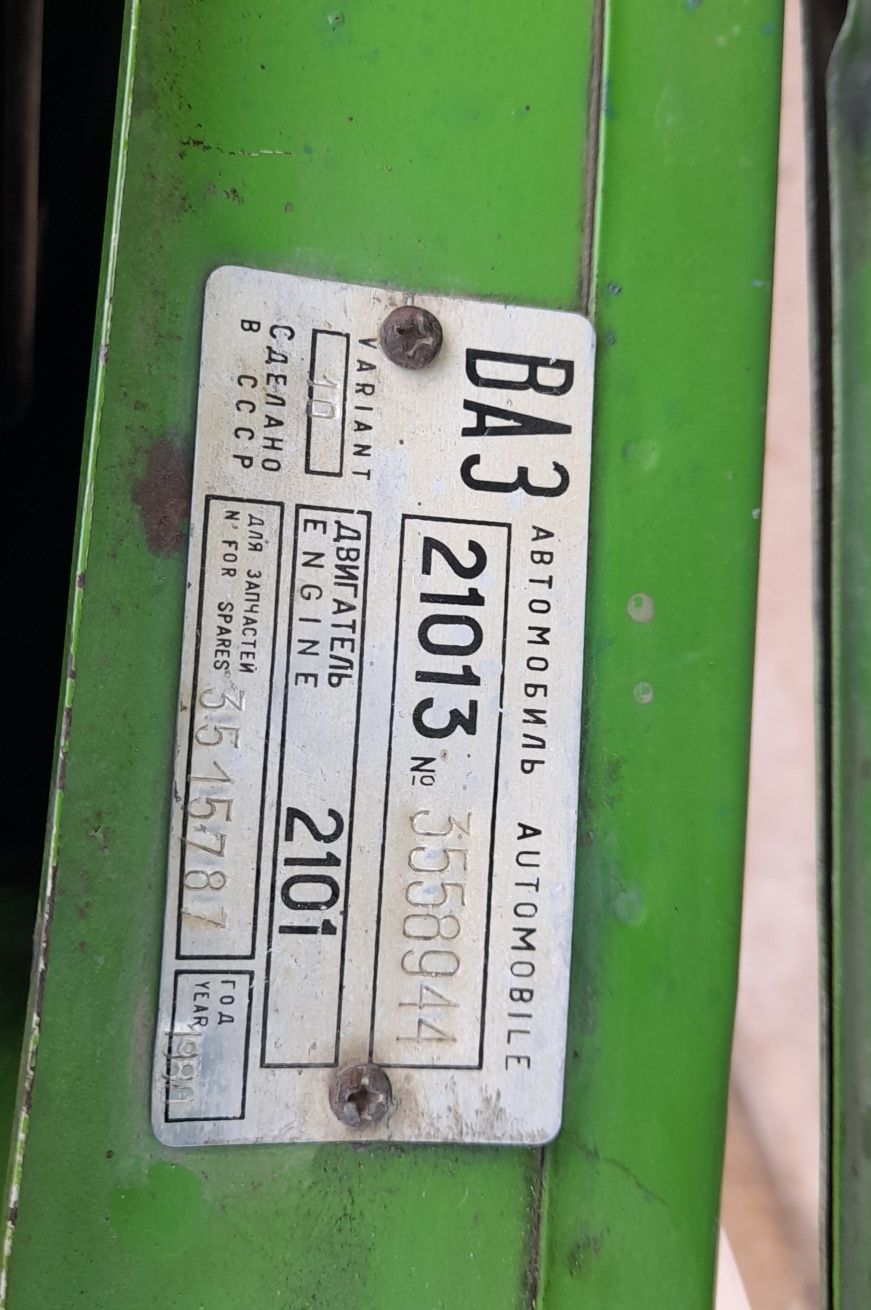 ВАЗ АВТОМОБИЛЬ AUTOMOBILE
21013 № 3558944
VARIANT
10
СДЕЛАНО
В СССР
ДВИГАТЕЛЬ
ENGINE 2101
ДЛЯ ЗАПЧАСТЕЙ
N° FOR SPARES 3515787
ГОД
YEAR 1980